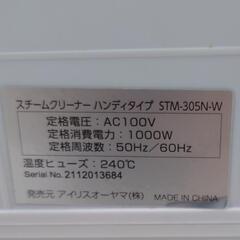 スチームクリーナー ハンディタイプ STM-305N-W
定格電圧：AC100V
定格消費電力：1000W
定格周波数：50Hz／60Hz
温度ヒューズ：240℃
Serial No. 2112013684
発売元 アイリスオーヤマ(株) MADE IN CHINA